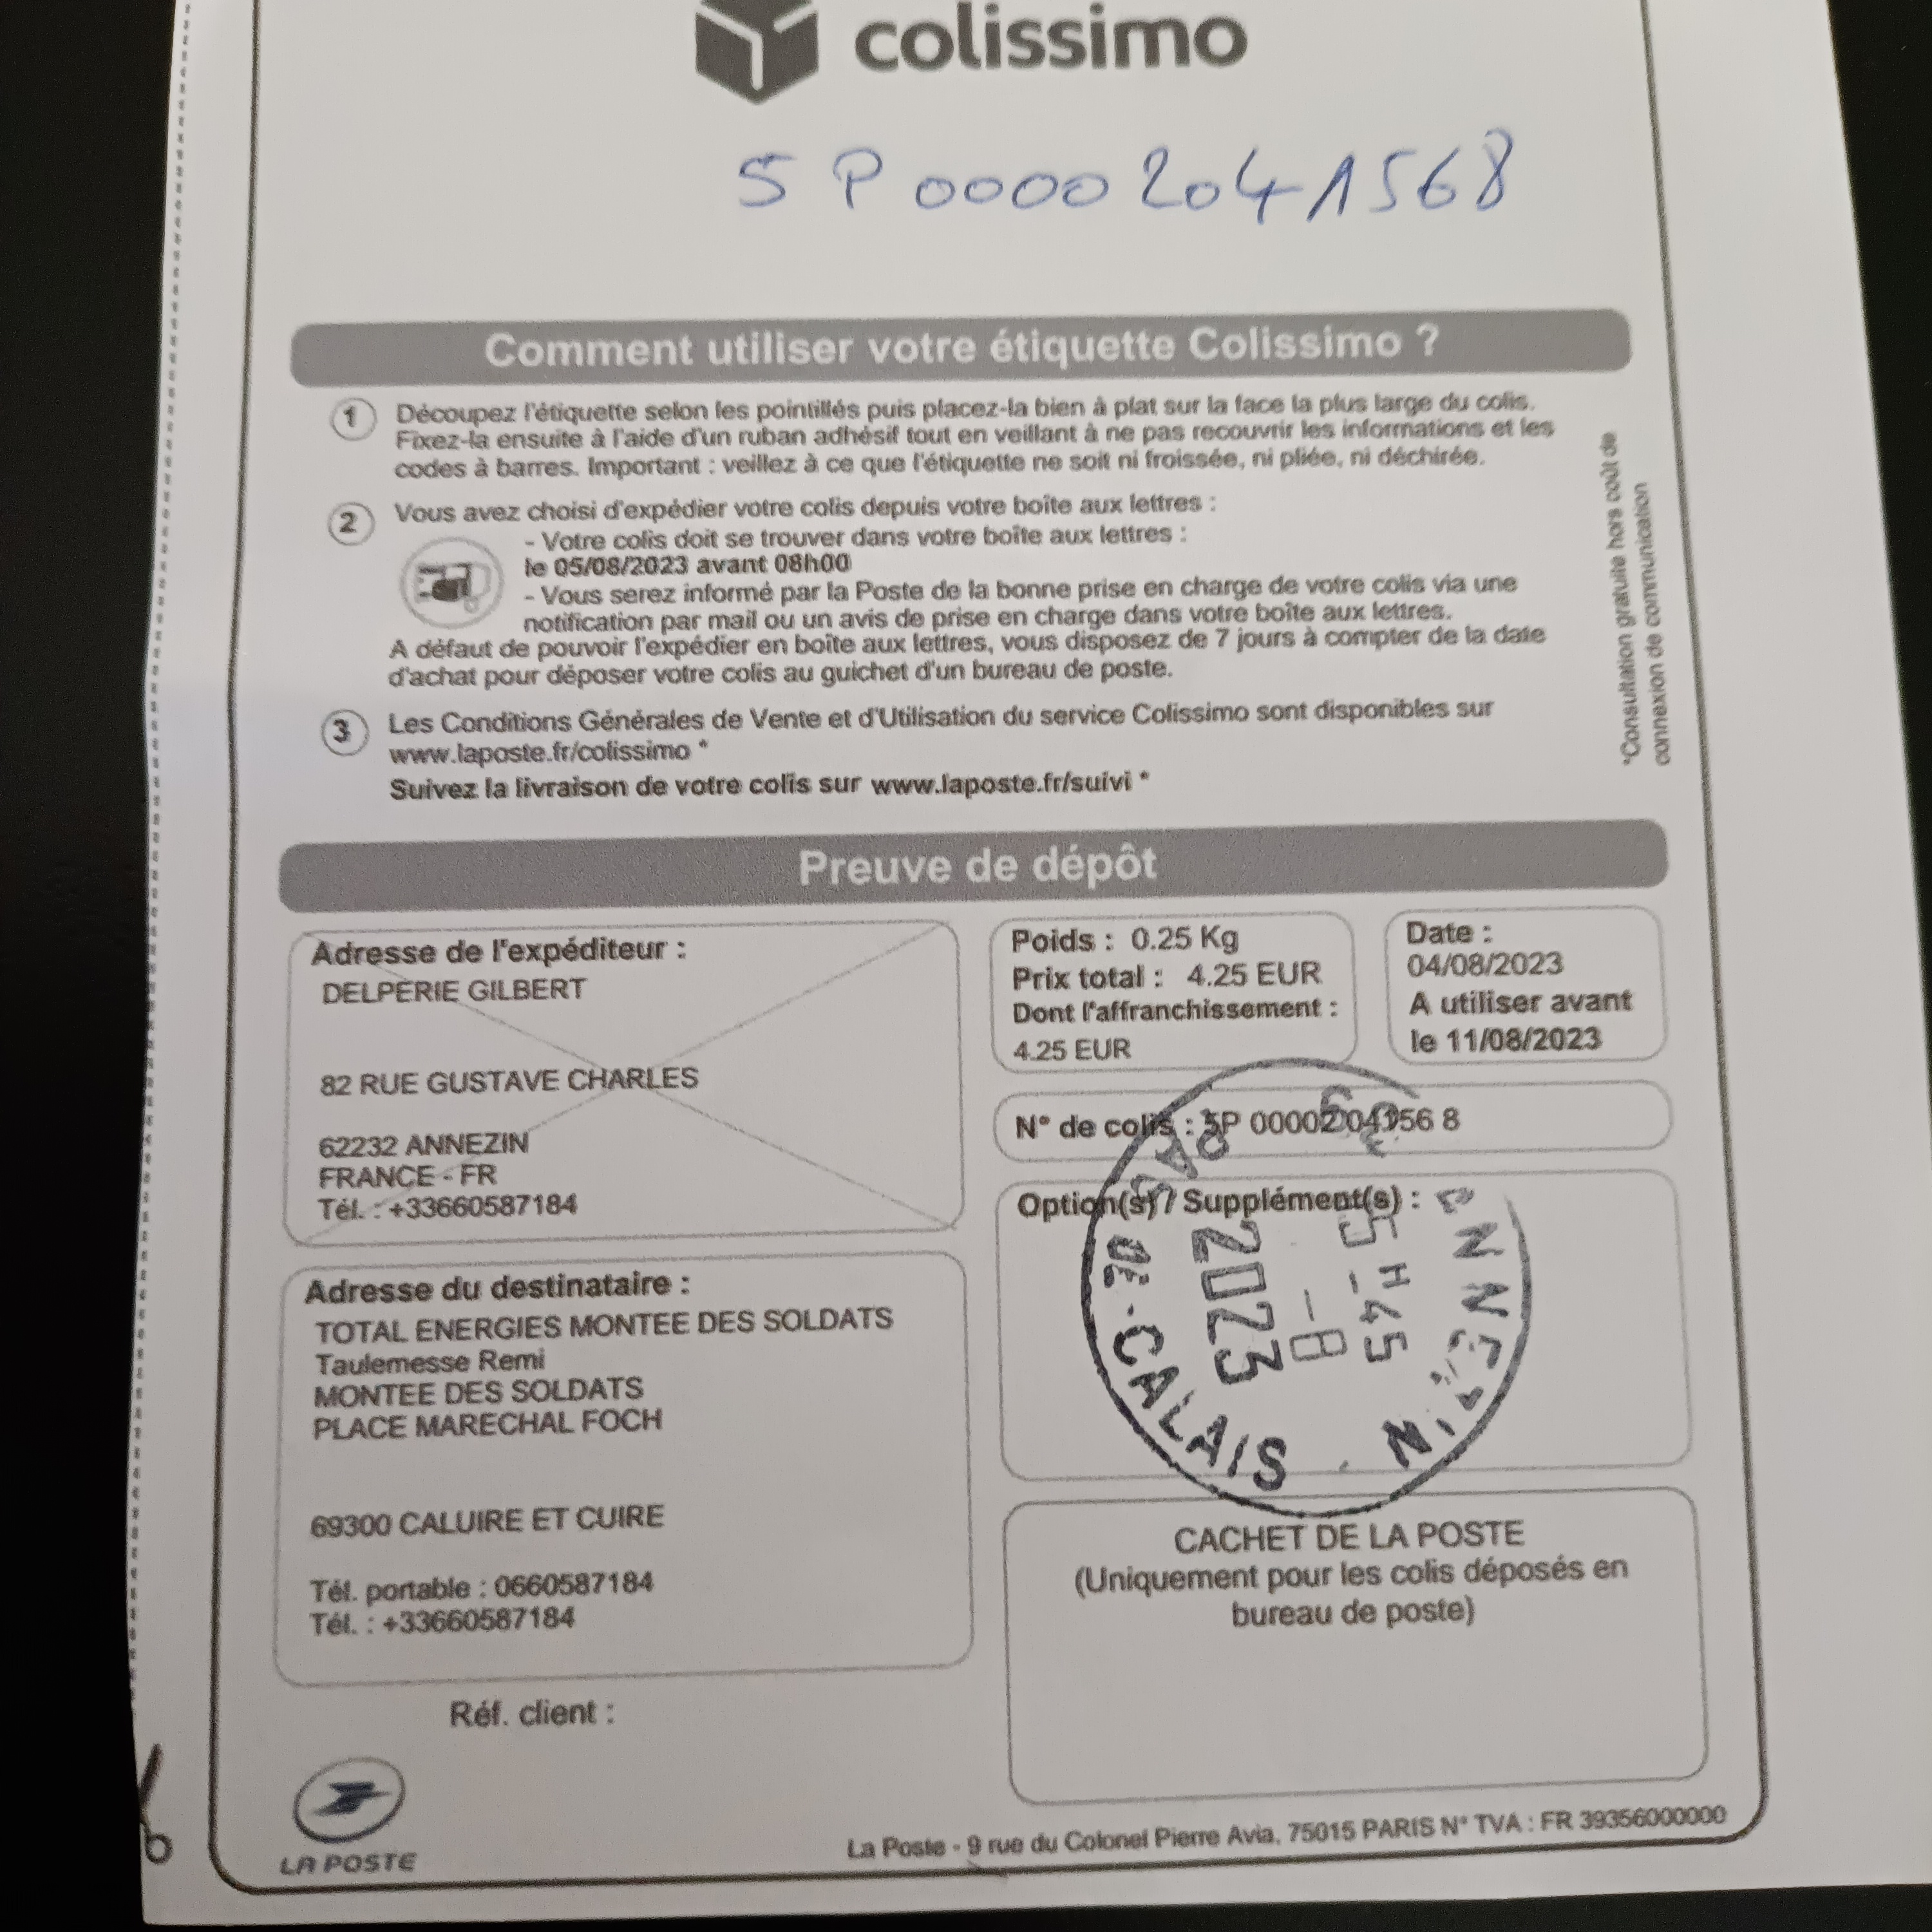 colissimo
5P00002041568
Comment utiliser votre étiquette Colissimo ?
1 Découpez l'étiquette selon les pointillés puis placez-la bien à plat sur la face la plus large du colis.
Fixez-la ensuite à l'aide d'un ruban adhésif tout en veillant à ne pas recouvrir les informations et les
codes à barres. Important : veillez à ce que l'étiquette ne soit ni froissée, ni pliée, ni déchirée.
2 Vous avez choisi d'expédier votre colis depuis votre boîte aux lettres :
- Votre colis doit se trouver dans votre boîte aux lettres :
le 05/08/2023 avant 08h00
- Vous serez informé par la Poste de la bonne prise en charge de votre colis via une
notification par mail ou un avis de prise en charge dans votre boîte aux lettres.
A défaut de pouvoir l'expédier en boîte aux lettres, vous disposez de 7 jours à compter de la date
d'achat pour déposer votre colis au guichet d'un bureau de poste.
3 Les Conditions Générales de Vente et d'Utilisation du service Colissimo sont disponibles sur
www.laposte.fr/colissimo *
Suivez la livraison de votre colis sur www.laposte.fr/suivi *
*Consultation gratuite hors coût de
connexion de communication
Preuve de dépôt
Adresse de l'expéditeur :
DELPERIE GILBERT
82 RUE GUSTAVE CHARLES
62232 ANNEZIN
FRANCE - FR
Tél. : +33660587184
Poids : 0.25 Kg
Prix total : 4.25 EUR
Dont l'affranchissement :
4.25 EUR
Date :
04/08/2023
A utiliser avant
le 11/08/2023
N° de colis : 5P 0000204156 8
Option(s) / Supplément(s) :
ANNEZIN
5 H 45
5 - 8
2023
PAS DE CALAIS
Adresse du destinataire :
TOTAL ENERGIES MONTEE DES SOLDATS
Taulemesse Remi
MONTEE DES SOLDATS
PLACE MARECHAL FOCH
69300 CALUIRE ET CUIRE
Tél. portable : 0660587184
Tél. : +33660587184
CACHET DE LA POSTE
(Uniquement pour les colis déposés en
bureau de poste)
Réf. client :
LA POSTE
La Poste - 9 rue du Colonel Pierre Avia, 75015 PARIS N° TVA : FR 39356000000